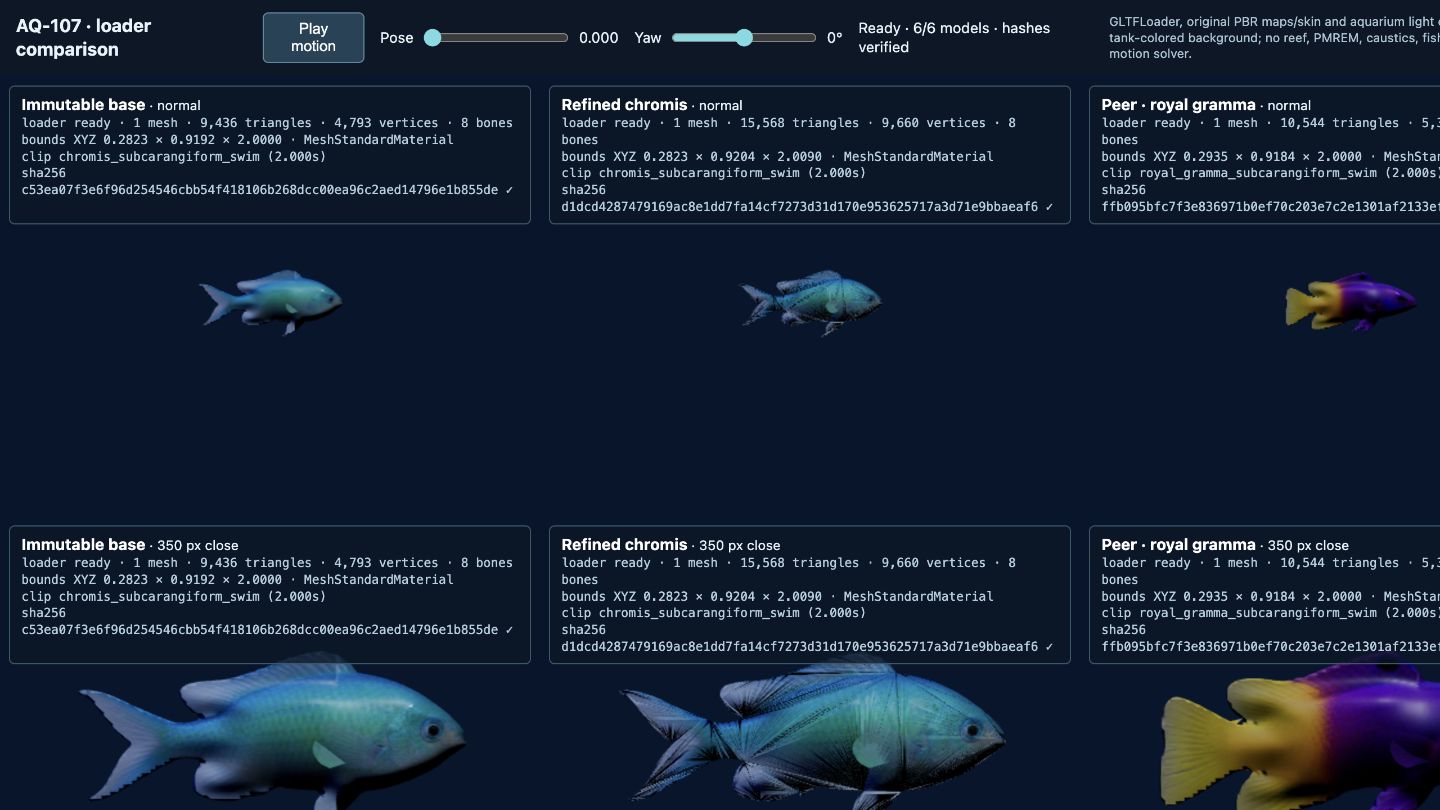 AQ-107 · loader
comparison
Play
motion
Pose
0.000
Yaw
0°
Ready · 6/6 models · hashes
verified
GLTFLoader, original PBR maps/skin and aquarium light
tank-colored background; no reef, PMREM, caustics,
motion solver.
Immutable base · normal
loader ready · 1 mesh · 9,436 triangles · 4,793 vertices · 8 bones
bounds XYZ 0.2823 × 0.9192 × 2.0000 · MeshStandardMaterial
clip chromis_subcarangiform_swim (2.000s)
sha256
c53ea07f3e6f96d254546cbb54f418106b268dcc00ea96c2aed14796e1b855de ✓
Refined chromis · normal
loader ready · 1 mesh · 15,568 triangles · 9,660 vertices · 8
bones
bounds XYZ 0.2823 × 0.9204 × 2.0090 · MeshStandardMaterial
clip chromis_subcarangiform_swim (2.000s)
sha256
d1dcd4287479169ac8e1dd7fa14cf7273d31d170e953625717a3d71e9bbaeaf6 ✓
Peer · royal gramma · normal
loader ready · 1 mesh · 10,544 triangles ·
bones
bounds XYZ 0.2935 × 0.9184 × 2.0000 ·
clip royal_gramma_subcarangiform_swim (2.000s)
sha256
Immutable base · 350 px close
loader ready · 1 mesh · 9,436 triangles · 4,793 vertices · 8 bones
bounds XYZ 0.2823 × 0.9192 × 2.0000 · MeshStandardMaterial
clip chromis_subcarangiform_swim (2.000s)
sha256
c53ea07f3e6f96d254546cbb54f418106b268dcc00ea96c2aed14796e1b855de ✓
Refined chromis · 350 px close
loader ready · 1 mesh · 15,568 triangles · 9,660 vertices · 8
bones
bounds XYZ 0.2823 × 0.9204 × 2.0090 · MeshStandardMaterial
clip chromis_subcarangiform_swim (2.000s)
sha256
d1dcd4287479169ac8e1dd7fa14cf7273d31d170e953625717a3d71e9bbaeaf6 ✓
Peer · royal gramma · 350 px close
loader ready · 1 mesh · 10,544 triangles ·
bones
bounds XYZ 0.2935 × 0.9184 × 2.0000 ·
clip royal_gramma_subcarangiform_swim (2.000s)
sha256